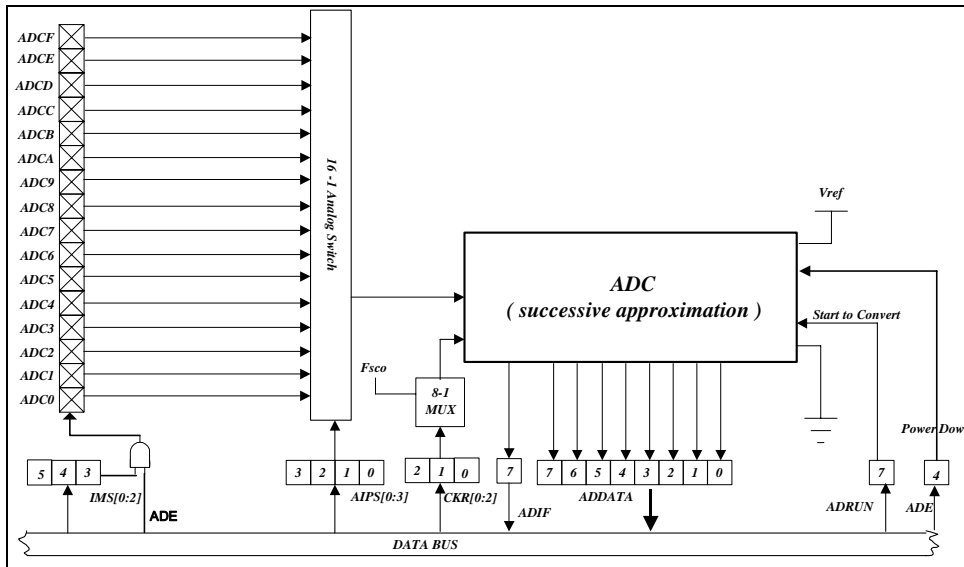 ADCF
ADCE
ADCD
ADCC
ADCB
ADCA
ADC9
ADC8
ADC7
ADC6
ADC5
ADC4
ADC3
ADC2
ADC1
ADC0
16 -1 Analog Switch
Vref
ADC
( successive approximation )
Start to Convert
Fsco
8-1
MUX
Power Dow
5 4 3
IMS[0:2]
ADE
3 2 1 0
AIPS[0:3]
2 1 0
CKR[0:2]
7
ADIF
7 6 5 4 3 2 1 0
ADDATA
7
ADRUN
4
ADE
DATA BUS